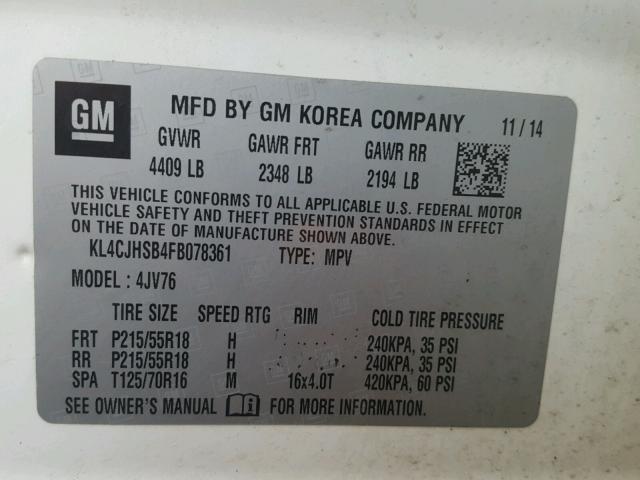 GM MFD BY GM KOREA COMPANY 11/14
GVWR GAWR FRT GAWR RR
4409 LB 2348 LB 2194 LB
THIS VEHICLE CONFORMS TO ALL APPLICABLE U.S. FEDERAL MOTOR
VEHICLE SAFETY AND THEFT PREVENTION STANDARDS IN EFFECT
ON THE DATE OF MANUFACTURE SHOWN ABOVE.
KL4CJHSB4FB078361 TYPE: MPV
MODEL : 4JV76
TIRE SIZE SPEED RTG RIM COLD TIRE PRESSURE
FRT P215/55R18 H 240KPA, 35 PSI
RR P215/55R18 H 240KPA, 35 PSI
SPA T125/70R16 M 16x4.0T 420KPA, 60 PSI
SEE OWNER'S MANUAL FOR MORE INFORMATION.